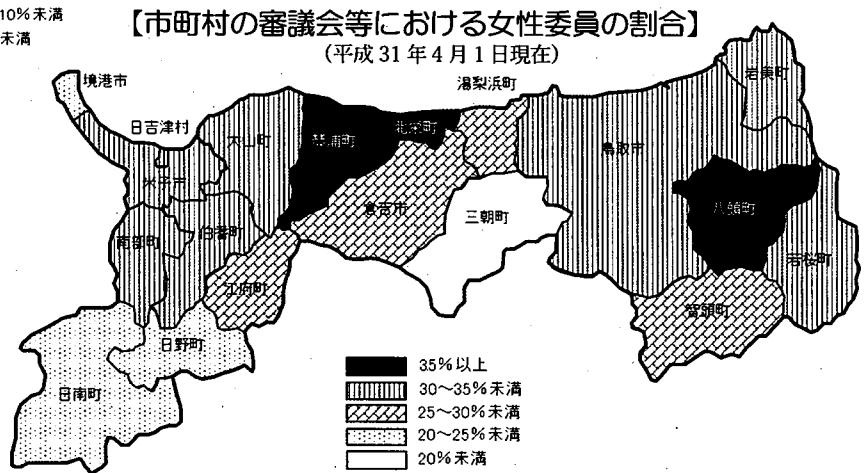 10%未満
未満
【市町村の審議会等における女性委員の割合】
(平成31年4月1日現在)
境港市
湯梨浜町
岩美町
日吉津村
大山町
琴浦町
北栄町
鳥取市
米子市
倉吉市
三朝町
八頭町
南部町
伯耆町
若桜町
江府町
智頭町
日野町
日南町
35%以上
30~35%未満
25~30%未満
20~25%未満
20%未満